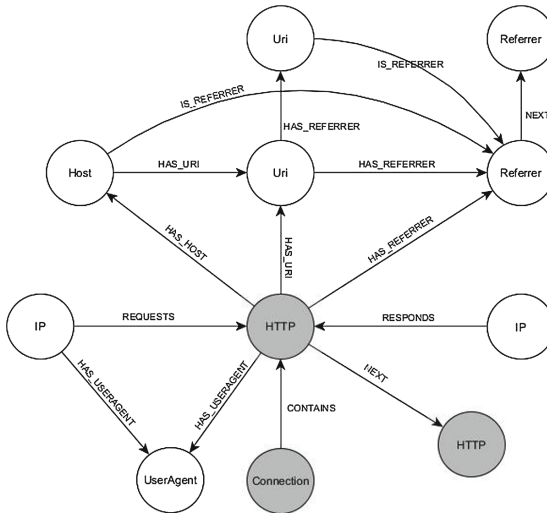 Uri
Referrer
IS_REFERRER
IS_REFERRER
HAS_REFERRER
NEXT
Host
HAS_URI
Uri
HAS_REFERRER
Referrer
HAS_HOST
HAS_URI
HAS_REFERRER
IP
REQUESTS
HTTP
RESPONDS
IP
HAS_USERAGENT
HAS_USERAGENT
NEXT
CONTAINS
HTTP
UserAgent
Connection